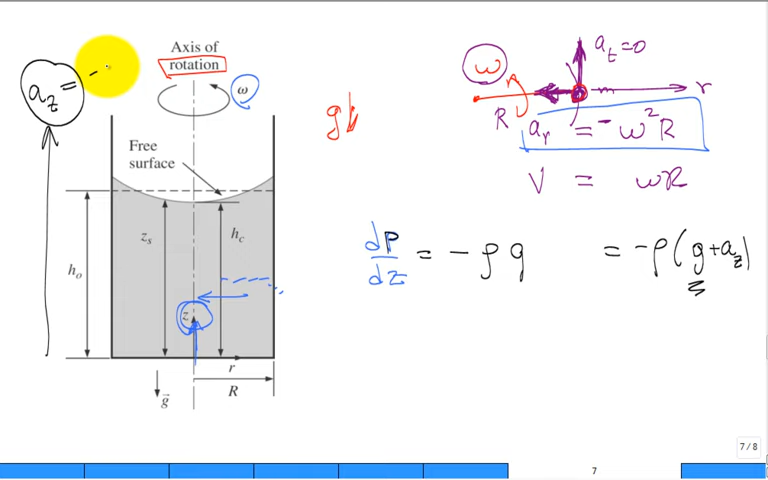 Axis of
rotation
ω
Free
surface
z_s
h_c
h_o
z
r
R
g⃗
a_z = -
g↓
ω
a_t = 0
r
m
R
a_r = - ω²R
V = ωR
dP/dz = - ρ g = -ρ(g+a_z)
7 / 8
7